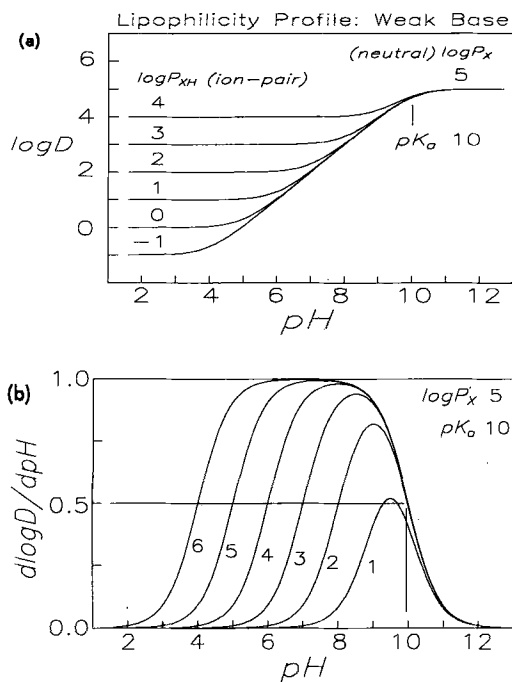 Lipophilicity Profile: Weak Base
(a)
6
(neutral) logPX
logPXH (ion-pair)
5
4
4
logD
3
pKa 10
2
2
1
0
0
-1
2 4 6 8 10 12
pH
(b)
1.0
logPX 5
pKa 10
dlogD/dpH
0.5
6 5 4 3 2 1
0.0
2 4 6 8 10 12
pH